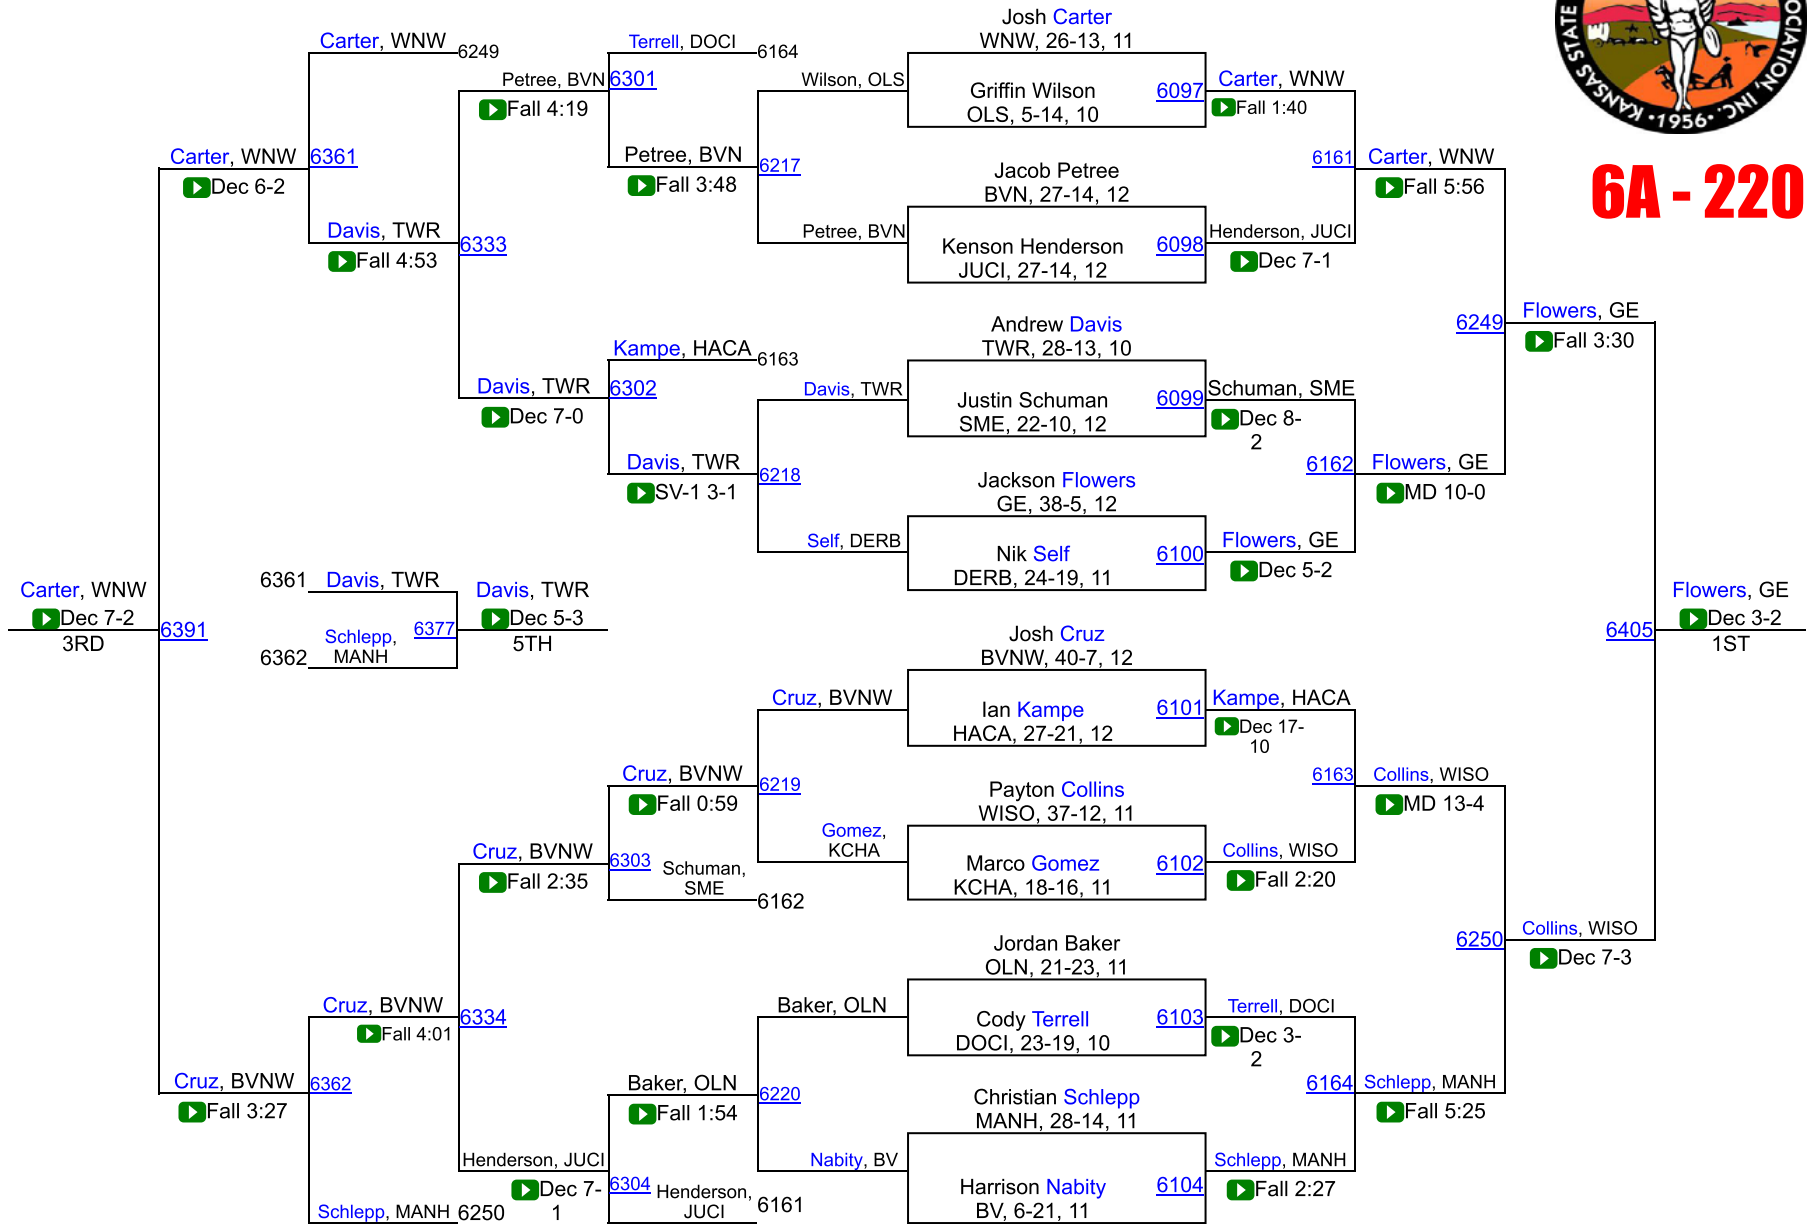 KANSAS STATE
OCIATION, INC.
•1956•
6A - 220
Carter, WNW
6249
Carter, WNW
Dec 6-2
6361
Davis, TWR
Fall 4:53
Petree, BVN
Fall 4:19
6333
Davis, TWR
Dec 7-0
Terrell, DOCI
6164
6301
Petree, BVN
Fall 3:48
Kampe, HACA
6163
6302
Davis, TWR
SV-1 3-1
Wilson, OLS
6217
Petree, BVN
Davis, TWR
6218
Self, DERB
Josh Carter
WNW, 26-13, 11
Griffin Wilson
OLS, 5-14, 10
6097
Jacob Petree
BVN, 27-14, 12
Kenson Henderson
JUCI, 27-14, 12
6098
Andrew Davis
TWR, 28-13, 10
Justin Schuman
SME, 22-10, 12
6099
Jackson Flowers
GE, 38-5, 12
Nik Self
DERB, 24-19, 11
6100
Carter, WNW
Fall 1:40
6161
Henderson, JUCI
Dec 7-1
Schuman, SME
Dec 8-
2
6162
Flowers, GE
Dec 5-2
Carter, WNW
Fall 5:56
6249
Flowers, GE
MD 10-0
Flowers, GE
Fall 3:30
Carter, WNW
Dec 7-2
3RD
6391
6361
Davis, TWR
6362
Schlepp,
MANH
6377
Davis, TWR
Dec 5-3
5TH
6405
Flowers, GE
Dec 3-2
1ST
Josh Cruz
BVNW, 40-7, 12
Ian Kampe
HACA, 27-21, 12
6101
Payton Collins
WISO, 37-12, 11
Marco Gomez
KCHA, 18-16, 11
6102
Jordan Baker
OLN, 21-23, 11
Cody Terrell
DOCI, 23-19, 10
6103
Christian Schlepp
MANH, 28-14, 11
Harrison Nabity
BV, 6-21, 11
6104
Cruz, BVNW
6219
Gomez,
KCHA
Cruz, BVNW
Fall 0:59
6303
Schuman,
SME
6162
Cruz, BVNW
Fall 2:35
Cruz, BVNW
Fall 4:01
6334
Cruz, BVNW
Fall 3:27
6362
Schlepp, MANH
6250
Henderson, JUCI
Dec 7-
1
Baker, OLN
6220
Nabity, BV
Baker, OLN
Fall 1:54
6304
Henderson,
JUCI
6161
Kampe, HACA
Dec 17-
10
6163
Collins, WISO
Fall 2:20
Terrell, DOCI
Dec 3-
2
6164
Schlepp, MANH
Fall 2:27
Collins, WISO
MD 13-4
6250
Schlepp, MANH
Fall 5:25
Collins, WISO
Dec 7-3